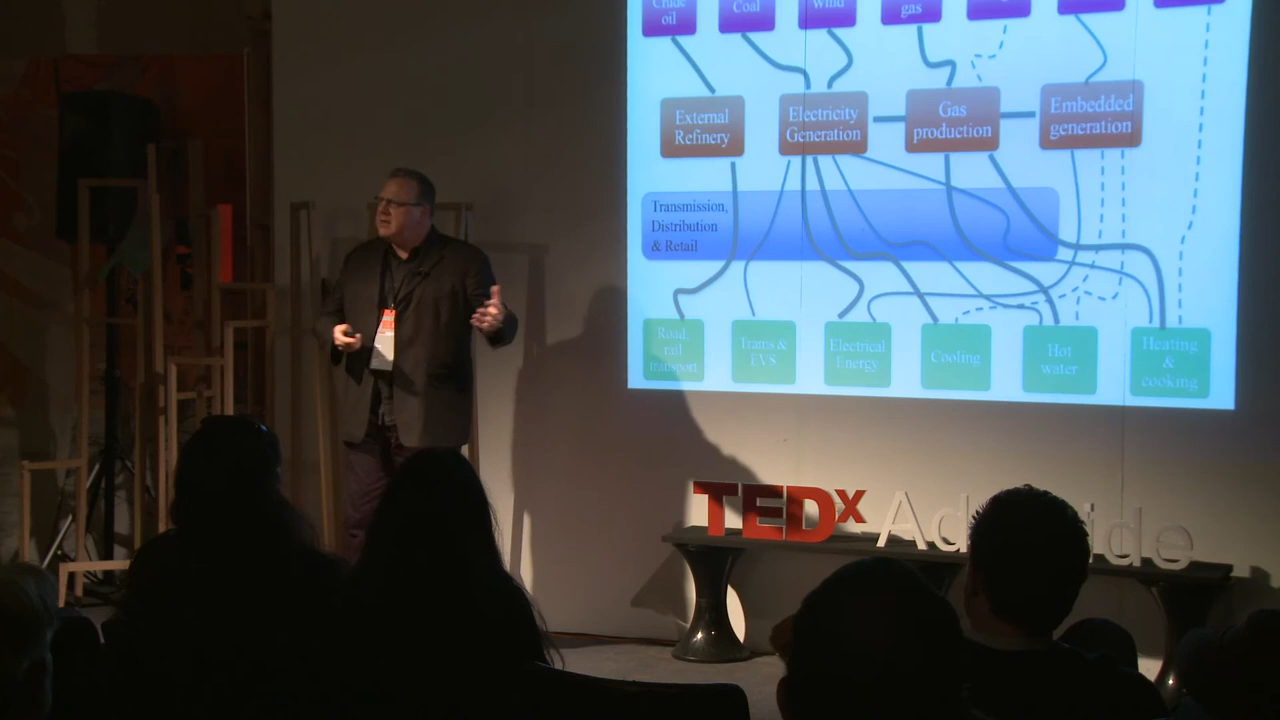 Crude
oil
Coal
Wind
gas
External
Refinery
Electricity
Generation
Gas
production
Embedded
generation
Transmission,
Distribution
& Retail
Road,
rail
transport
Trans &
EVS
Electrical
Energy
Cooling
Hot
water
Heating
&
cooking
TEDx